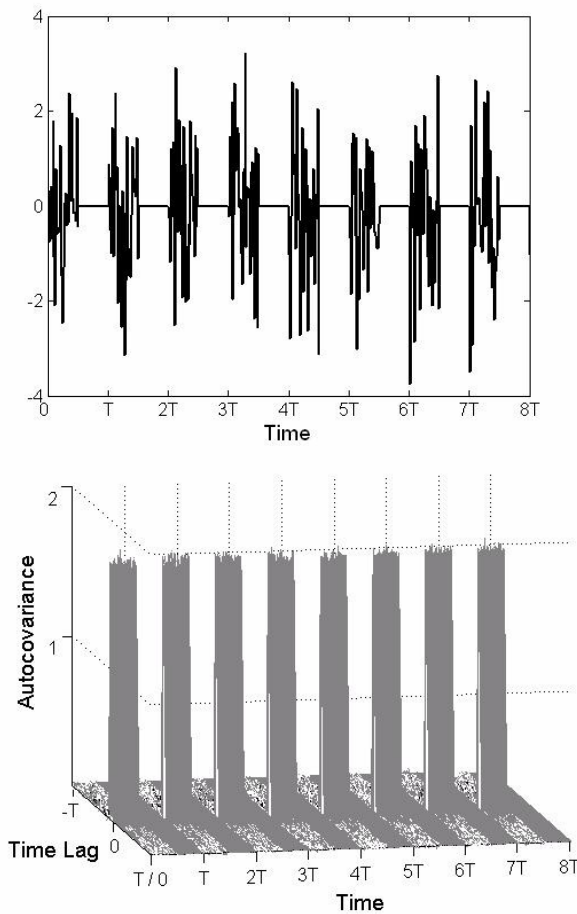 4
2
0
-2
-4
0 T 2T 3T 4T 5T 6T 7T 8T
Time
2
1
Autocovariance
-T
0
T / 0 T 2T 3T 4T 5T 6T 7T 8T
Time Lag
Time